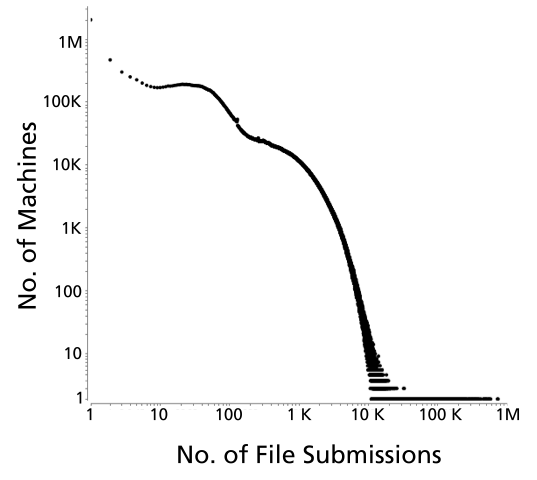 1M
100K
10K
1K
100
10
1
No. of Machines
1 10 100 1 K 10 K 100 K 1M
No. of File Submissions